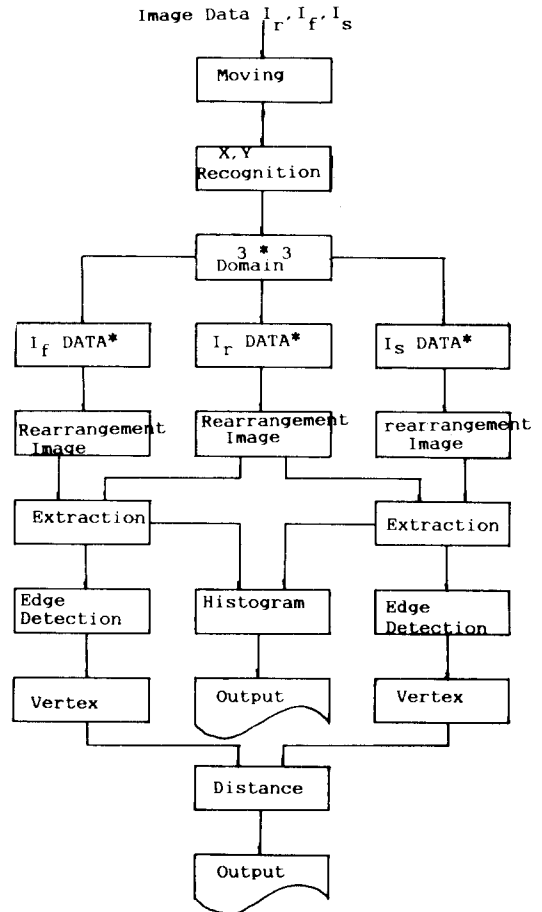 Image Data I_r, I_f, I_s
Moving
X,Y
Recognition
3 * 3
Domain
I_f DATA*
I_r DATA*
I_s DATA*
Rearrangement
Image
Rearrangement
Image
rearrangement
Image
Extraction
Extraction
Edge
Detection
Histogram
Edge
Detection
Vertex
Output
Vertex
Distance
Output